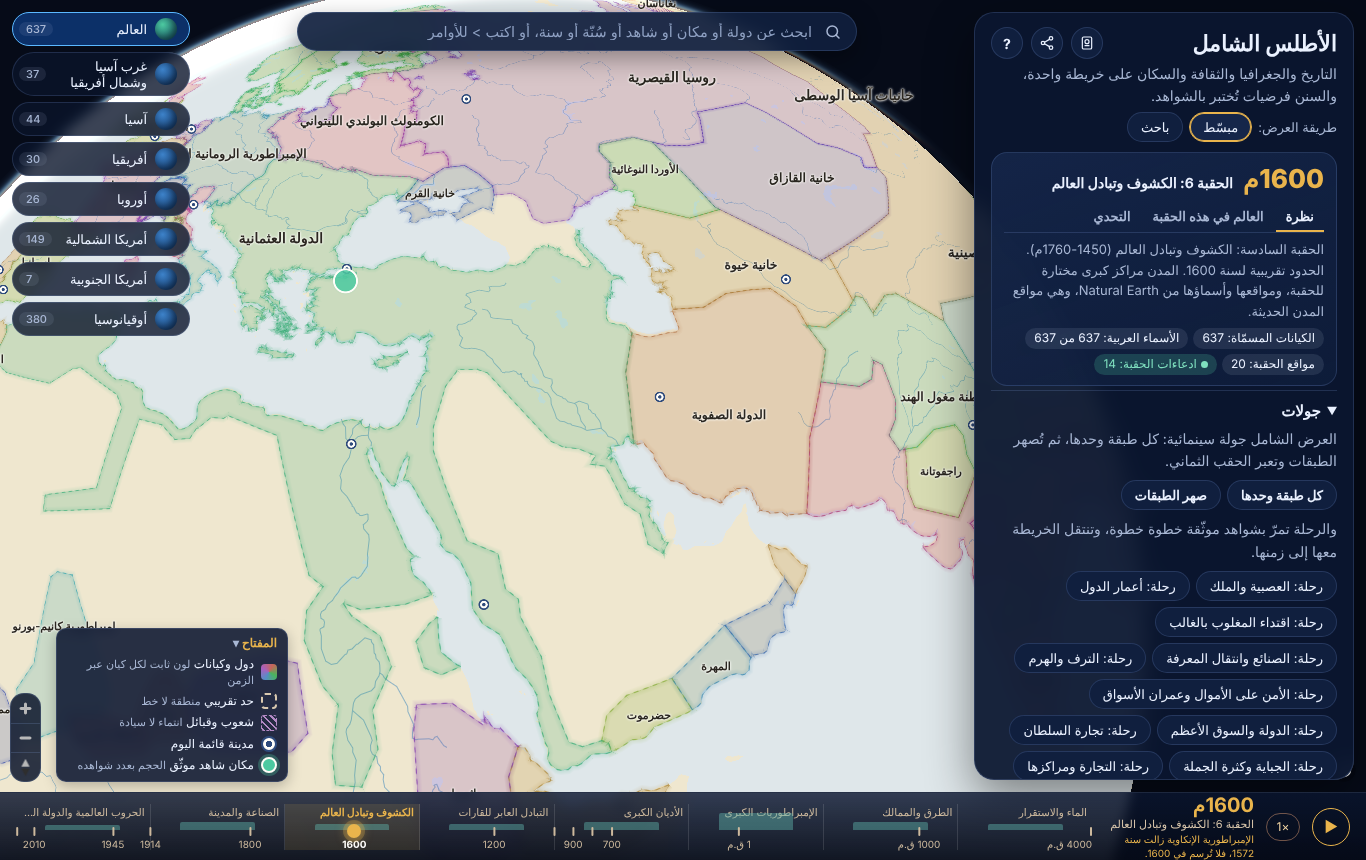 الأطلس الشامل
?
التاريخ والجغرافيا والثقافة والسكان على خريطة واحدة،
والسنن فرضيات تُختبر بالشواهد.
طريقة العرض: مبسّط باحث
1600م الحقبة 6: الكشوف وتبادل العالم
نظرة العالم في هذه الحقبة التحدي
الحقبة السادسة: الكشوف وتبادل العالم (1450-1760م).
الحدود تقريبية لسنة 1600. المدن مراكز كبرى مختارة
للحقبة، ومواقعها وأسماؤها من Natural Earth، وهي مواقع
المدن الحديثة.
الكيانات المسمّاة: 637 الأسماء العربية: 637 من 637
مواقع الحقبة: 20 ادعاءات الحقبة: 14
▼ جولات
العرض الشامل جولة سينمائية: كل طبقة وحدها، ثم تُصهر
الطبقات وتعبر الحقب الثماني.
كل طبقة وحدها صهر الطبقات
والرحلة تمرّ بشواهد موثّقة خطوة خطوة، وتنتقل الخريطة
معها إلى زمنها.
رحلة: العصبية والملك رحلة: أعمار الدول
رحلة: اقتداء المغلوب بالغالب
رحلة: الصنائع وانتقال المعرفة رحلة: الترف والهرم
رحلة: الأمن على الأموال وعمران الأسواق
رحلة: الدولة والسوق الأعظم رحلة: تجارة السلطان
رحلة: الجباية وكثرة الجملة رحلة: التجارة ومراكزها
ابحث عن دولة أو مكان أو شاهد أو سُنّة أو سنة، أو اكتب > للأوامر
العالم 637
غرب آسيا
وشمال أفريقيا 37
آسيا 44
أفريقيا 30
أوروبا 26
أمريكا الشمالية 149
أمريكا الجنوبية 7
أوقيانوسيا 380
روسيا القيصرية
خانيات آسيا الوسطى
الكومنولث البولندي الليتواني
الإمبراطورية الرومانية
الأوردا النوغائية
خانية القازاق
خانية القرم
الدولة العثمانية
خانية خيوة
الدولة الصفوية
مغول الهند
راجفوتانة
المهرة
حضرموت
إمبراطورية كانيم-بورنو
المفتاح ▼
دول وكيانات لون ثابت لكل كيان عبر
الزمن
حد تقريبي منطقة لا خط
شعوب وقبائل انتماء لا سيادة
مدينة قائمة اليوم
مكان شاهد موثّق الحجم بعدد شواهده
+
−
▲
1600م
الحقبة 6: الكشوف وتبادل العالم
الإمبراطورية الإنكاوية زالت سنة
1572، فلا تُرسم في 1600.
1×
الماء والاستقرار الطرق والممالك الإمبراطوريات الكبرى الأديان الكبرى التبادل العابر للقارات الكشوف وتبادل العالم الصناعة والمدينة الحروب العالمية والدولة الـ...
4000 ق.م 1000 ق.م 1 ق.م 700 900 1200 1600 1800 1914 1945 2010